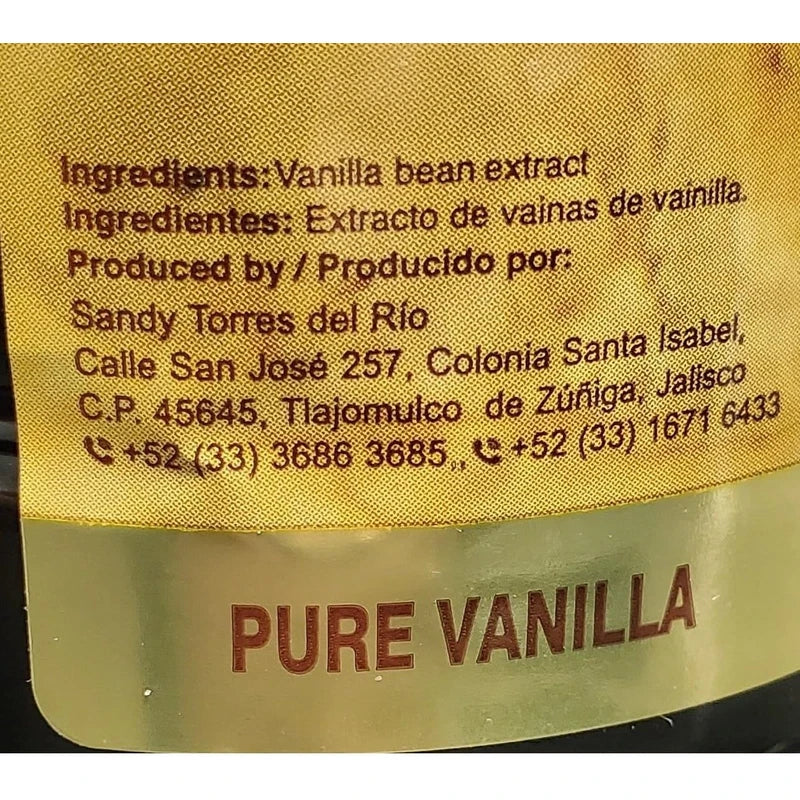 Ingredients: Vanilla bean extract
Ingredientes: Extracto de vainas de vainilla.
Produced by / Producido por:
Sandy Torres del Río
Calle San José 257, Colonia Santa Isabel,
C.P. 45645, Tlajomulco de Zúñiga, Jalisco
+52 (33) 3686 3685,, +52 (33) 1671 6433
PURE VANILLA